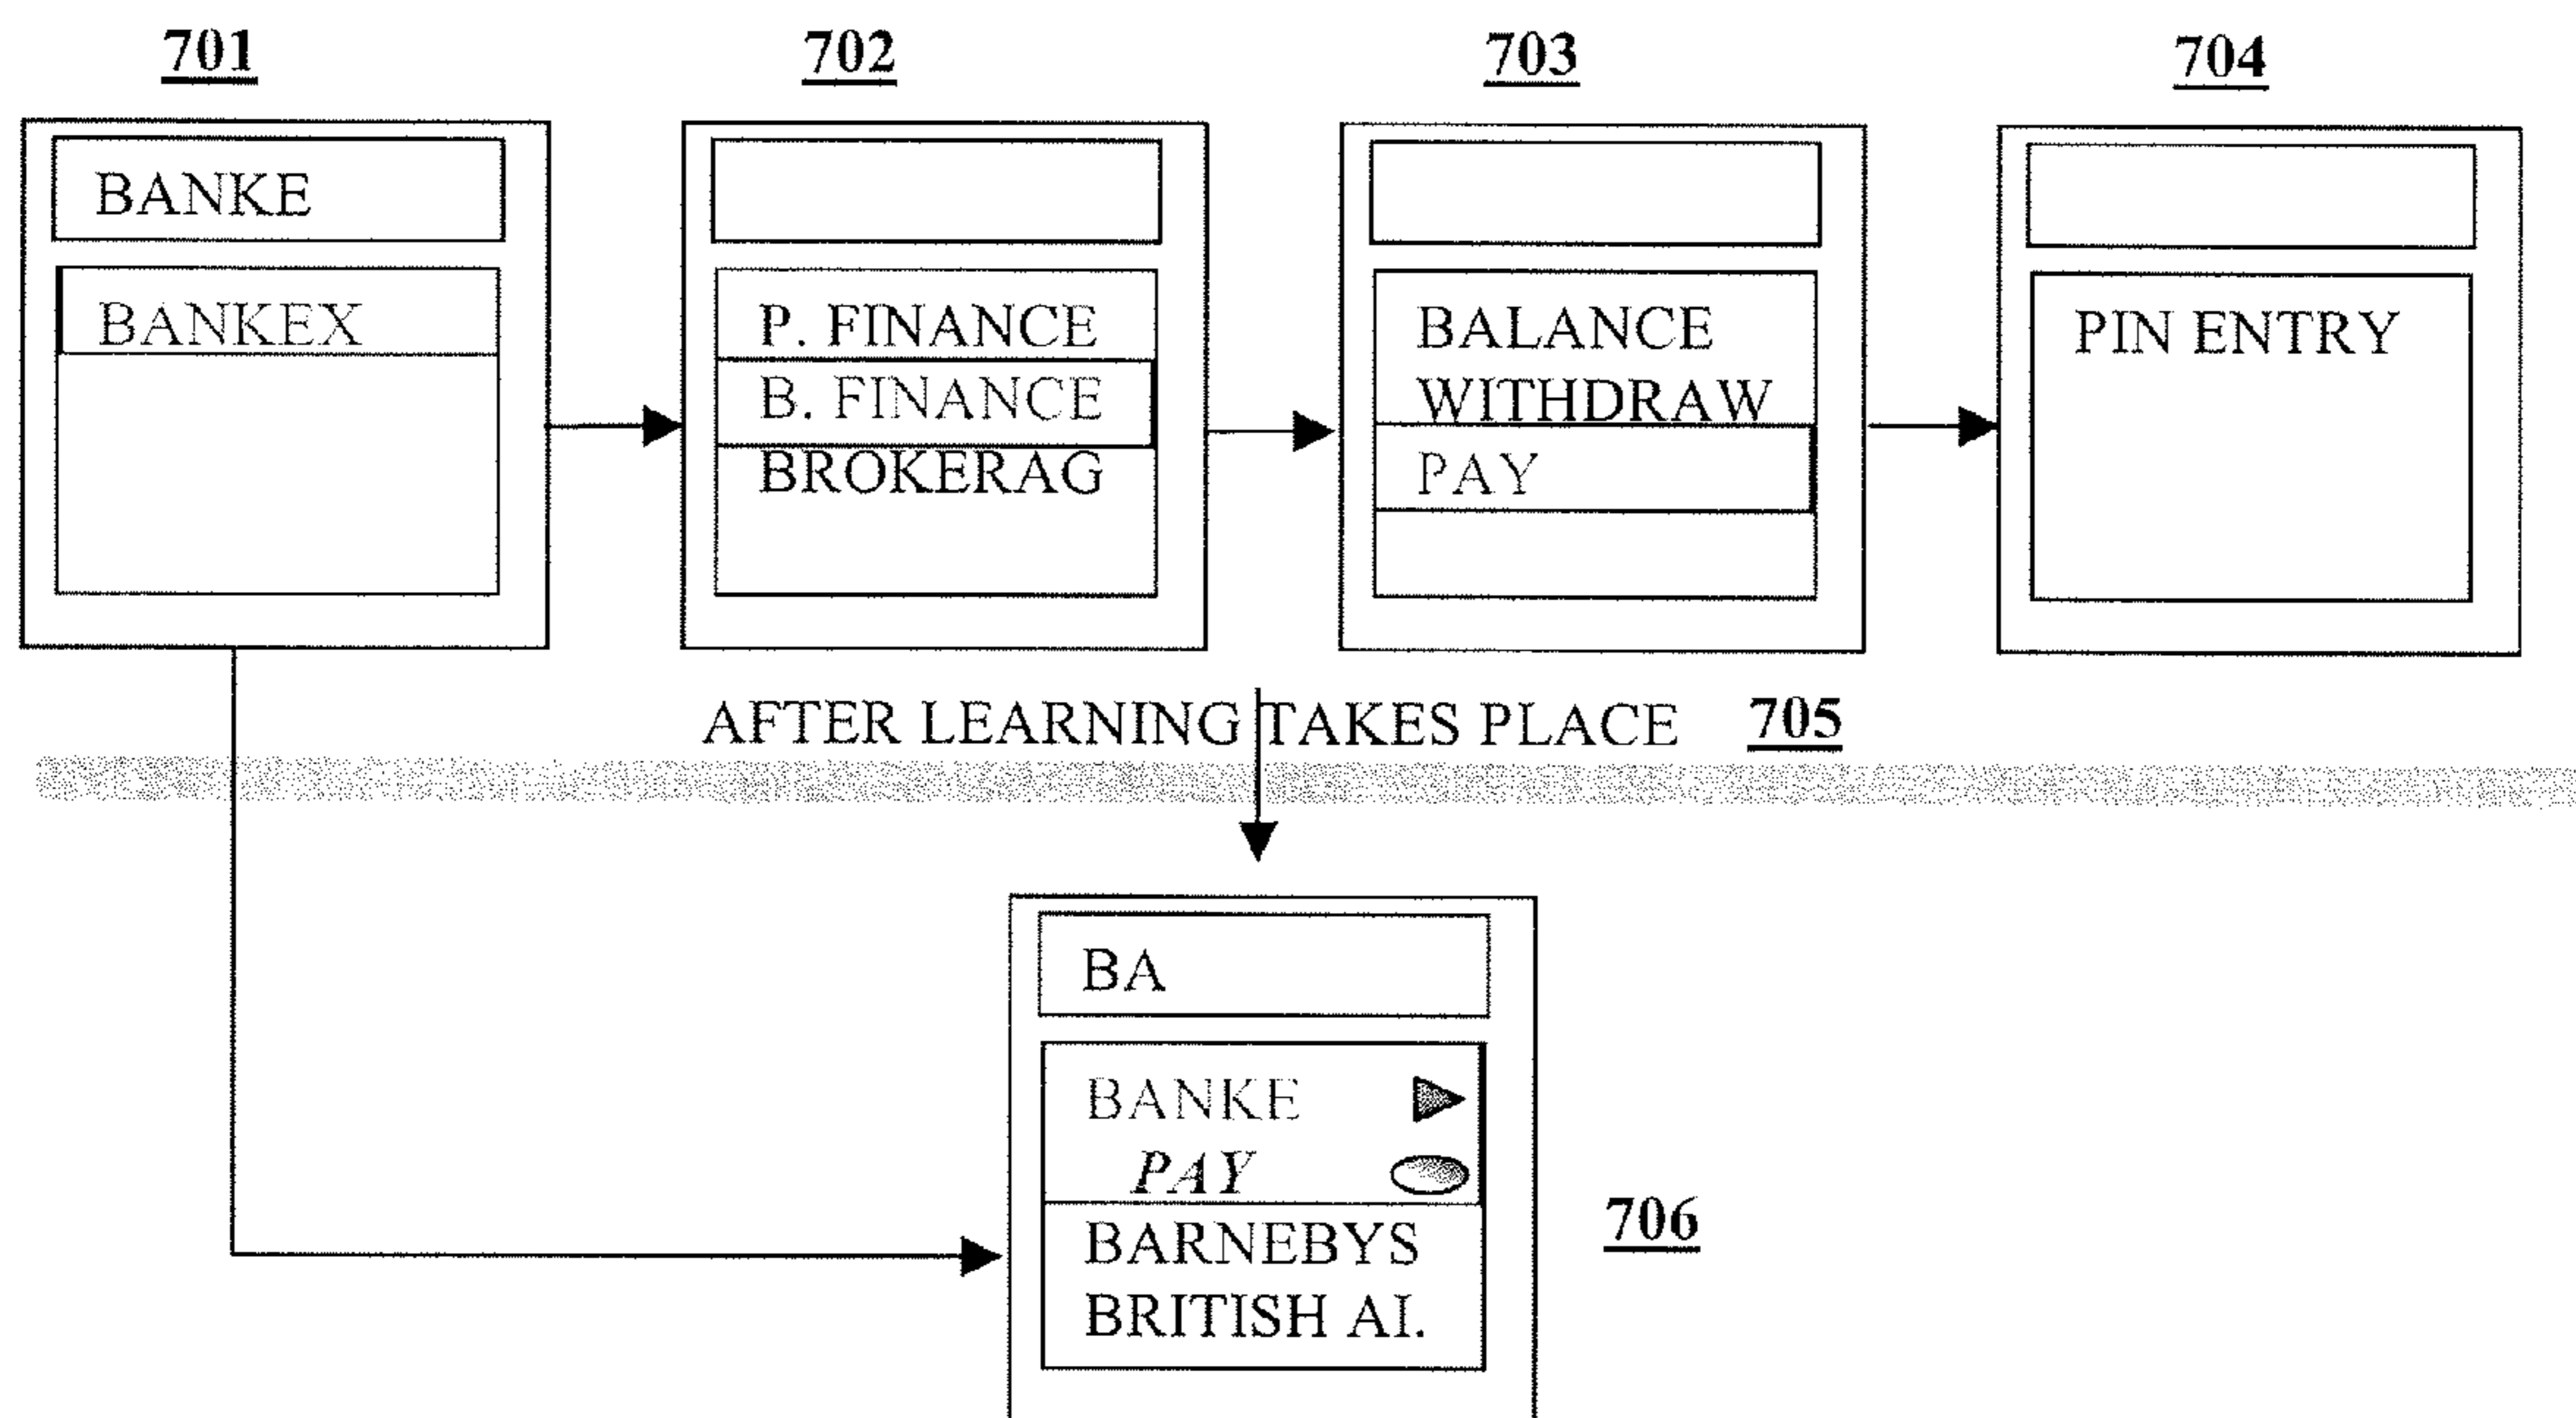 701
702
703
704
BANKE
BANKEX
P. FINANCE
B. FINANCE
BROKERAG
BALANCE
WITHDRAW
PAY
PIN ENTRY
AFTER LEARNING TAKES PLACE 705
BA
BANKE
PAY
BARNEBYS
BRITISH AI.
706